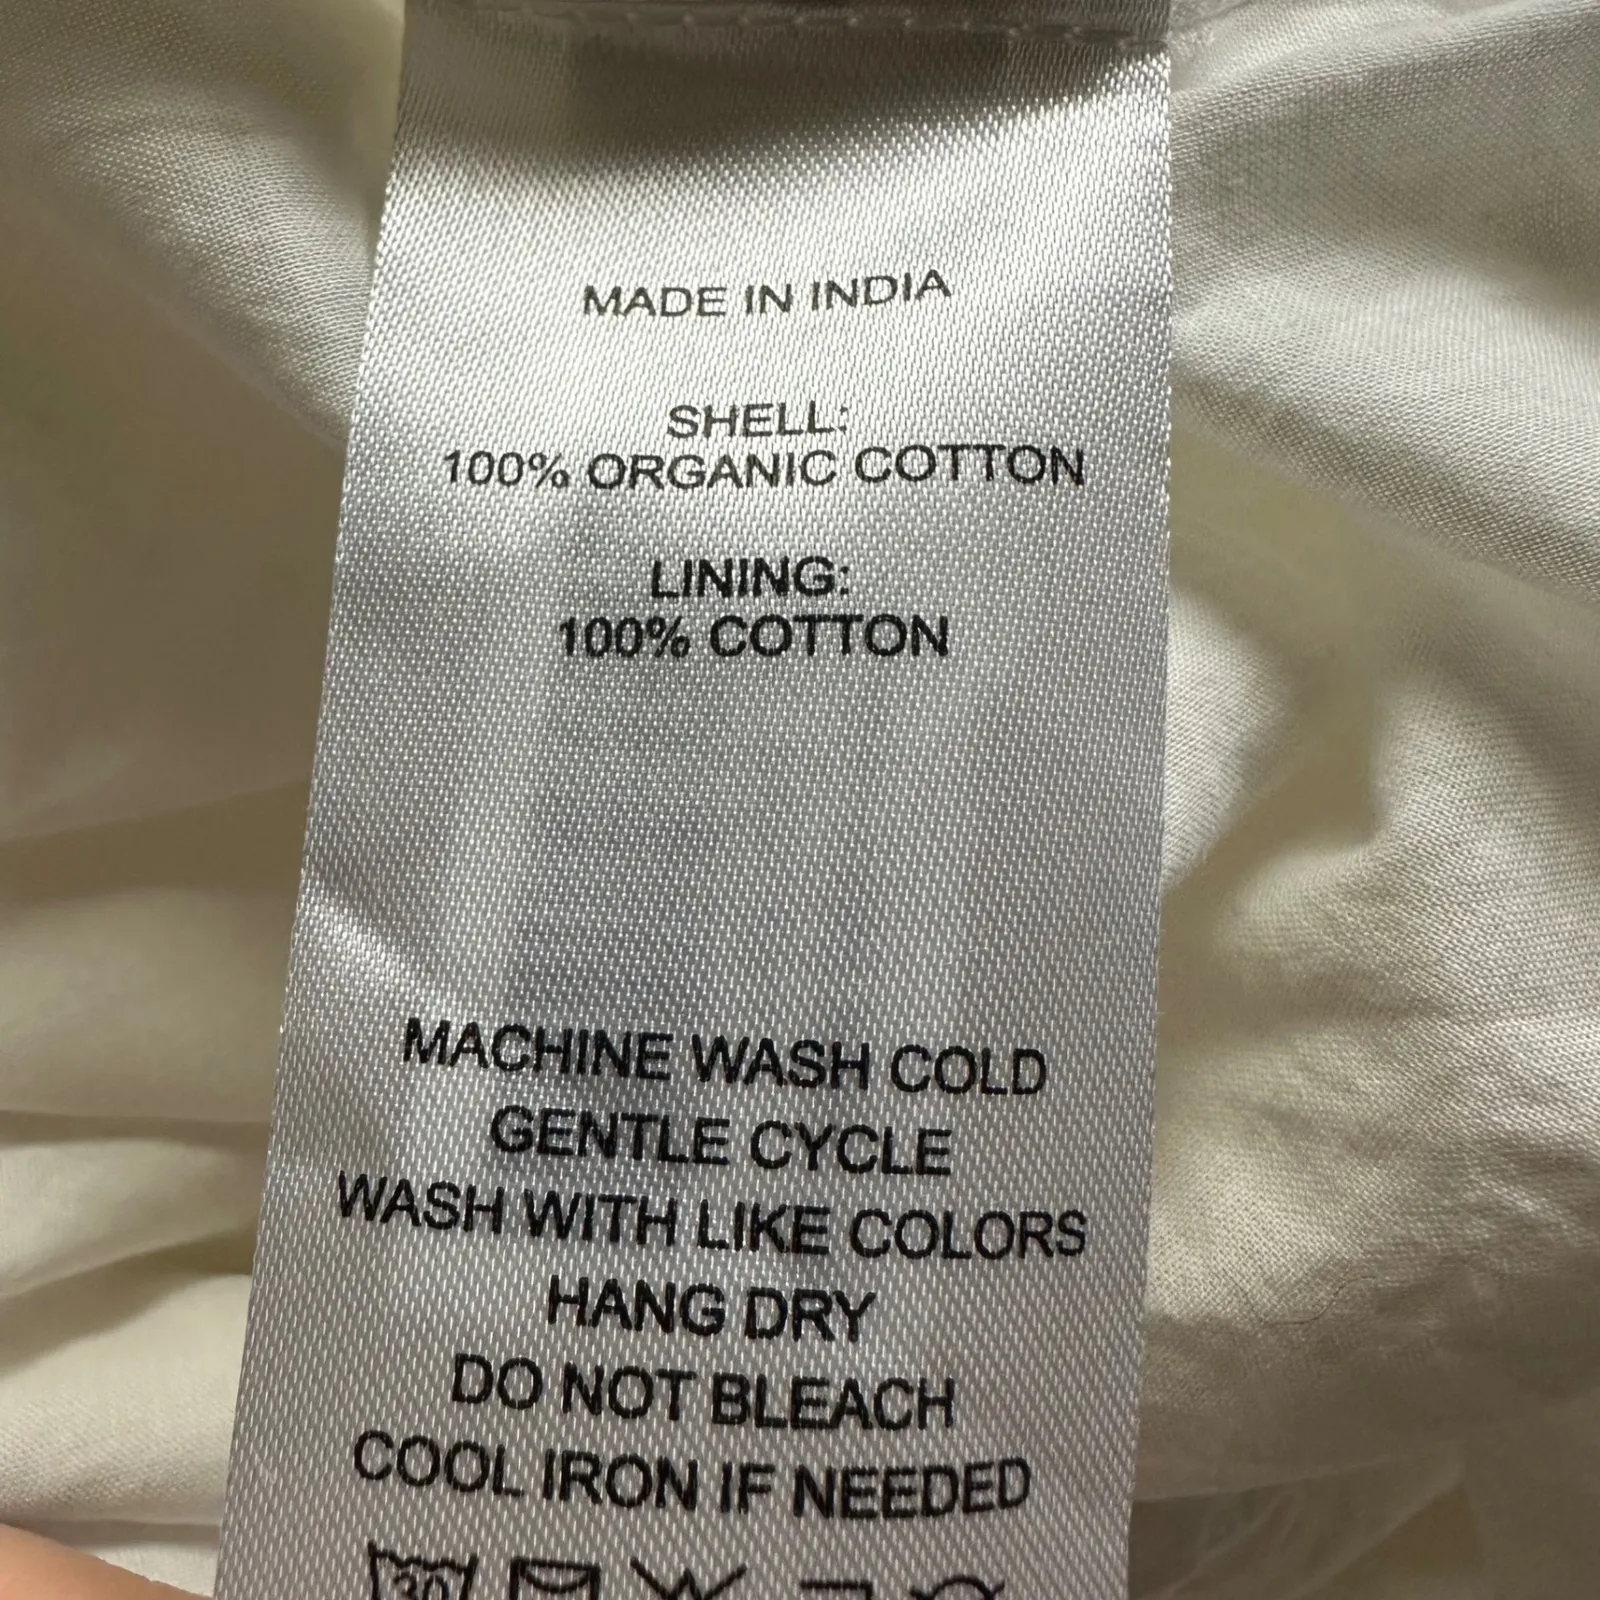 MADE IN INDIA
SHELL:
100% ORGANIC COTTON
LINING:
100% COTTON
MACHINE WASH COLD
GENTLE CYCLE
WASH WITH LIKE COLORS
HANG DRY
DO NOT BLEACH
COOL IRON IF NEEDED
30